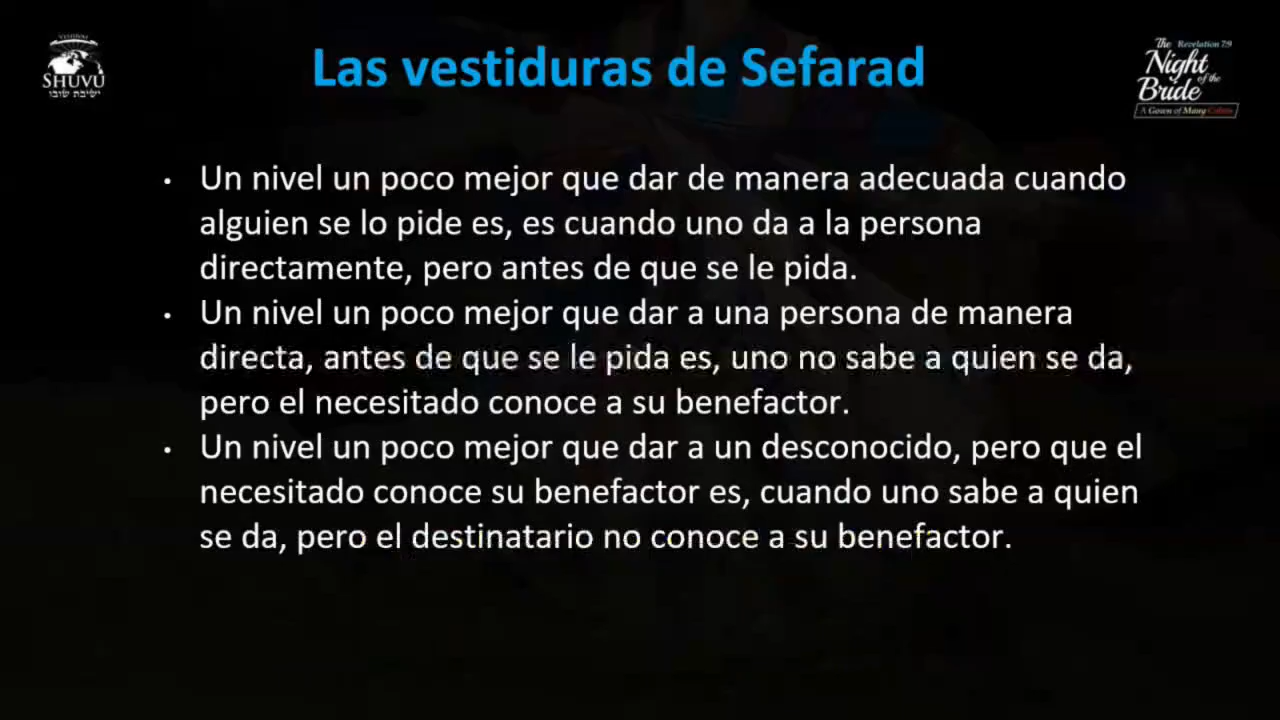 Las vestiduras de Sefarad
SHUVÚ
ישיבת שובו
The Revelation 7:9
Night
of the
Bride
A Gown of Many Colors
• Un nivel un poco mejor que dar de manera adecuada cuando
alguien se lo pide es, es cuando uno da a la persona
directamente, pero antes de que se le pida.
• Un nivel un poco mejor que dar a una persona de manera
directa, antes de que se le pida es, uno no sabe a quien se da,
pero el necesitado conoce a su benefactor.
• Un nivel un poco mejor que dar a un desconocido, pero que el
necesitado conoce su benefactor es, cuando uno sabe a quien
se da, pero el destinatario no conoce a su benefactor.